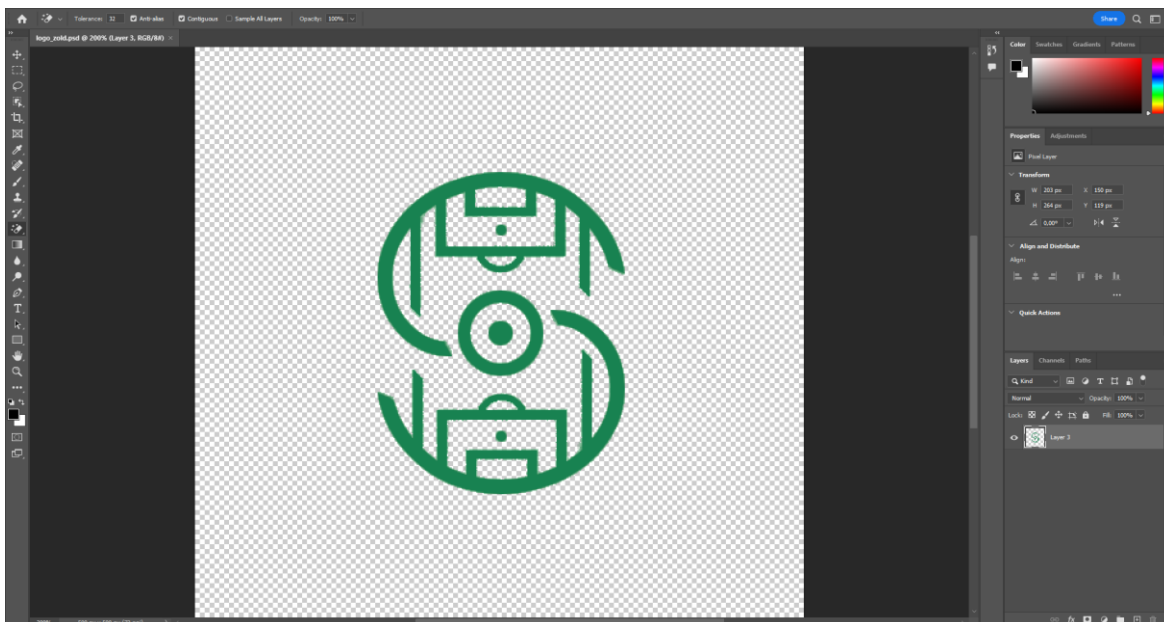 Tolerance: 32 Anti-alias Contiguous Sample All Layers Opacity: 100% Share
logo_zold.psd @ 200% (Layer 3, RGB/8#) ×
Color Swatches Gradients Patterns
Properties Adjustments
Pixel Layer
Transform
W 203 px X 150 px
H 264 px Y 119 px
0,00°
Align and Distribute
Align:
Quick Actions
Layers Channels Paths
Kind
Normal Opacity: 100%
Lock: Fill: 100%
Layer 3